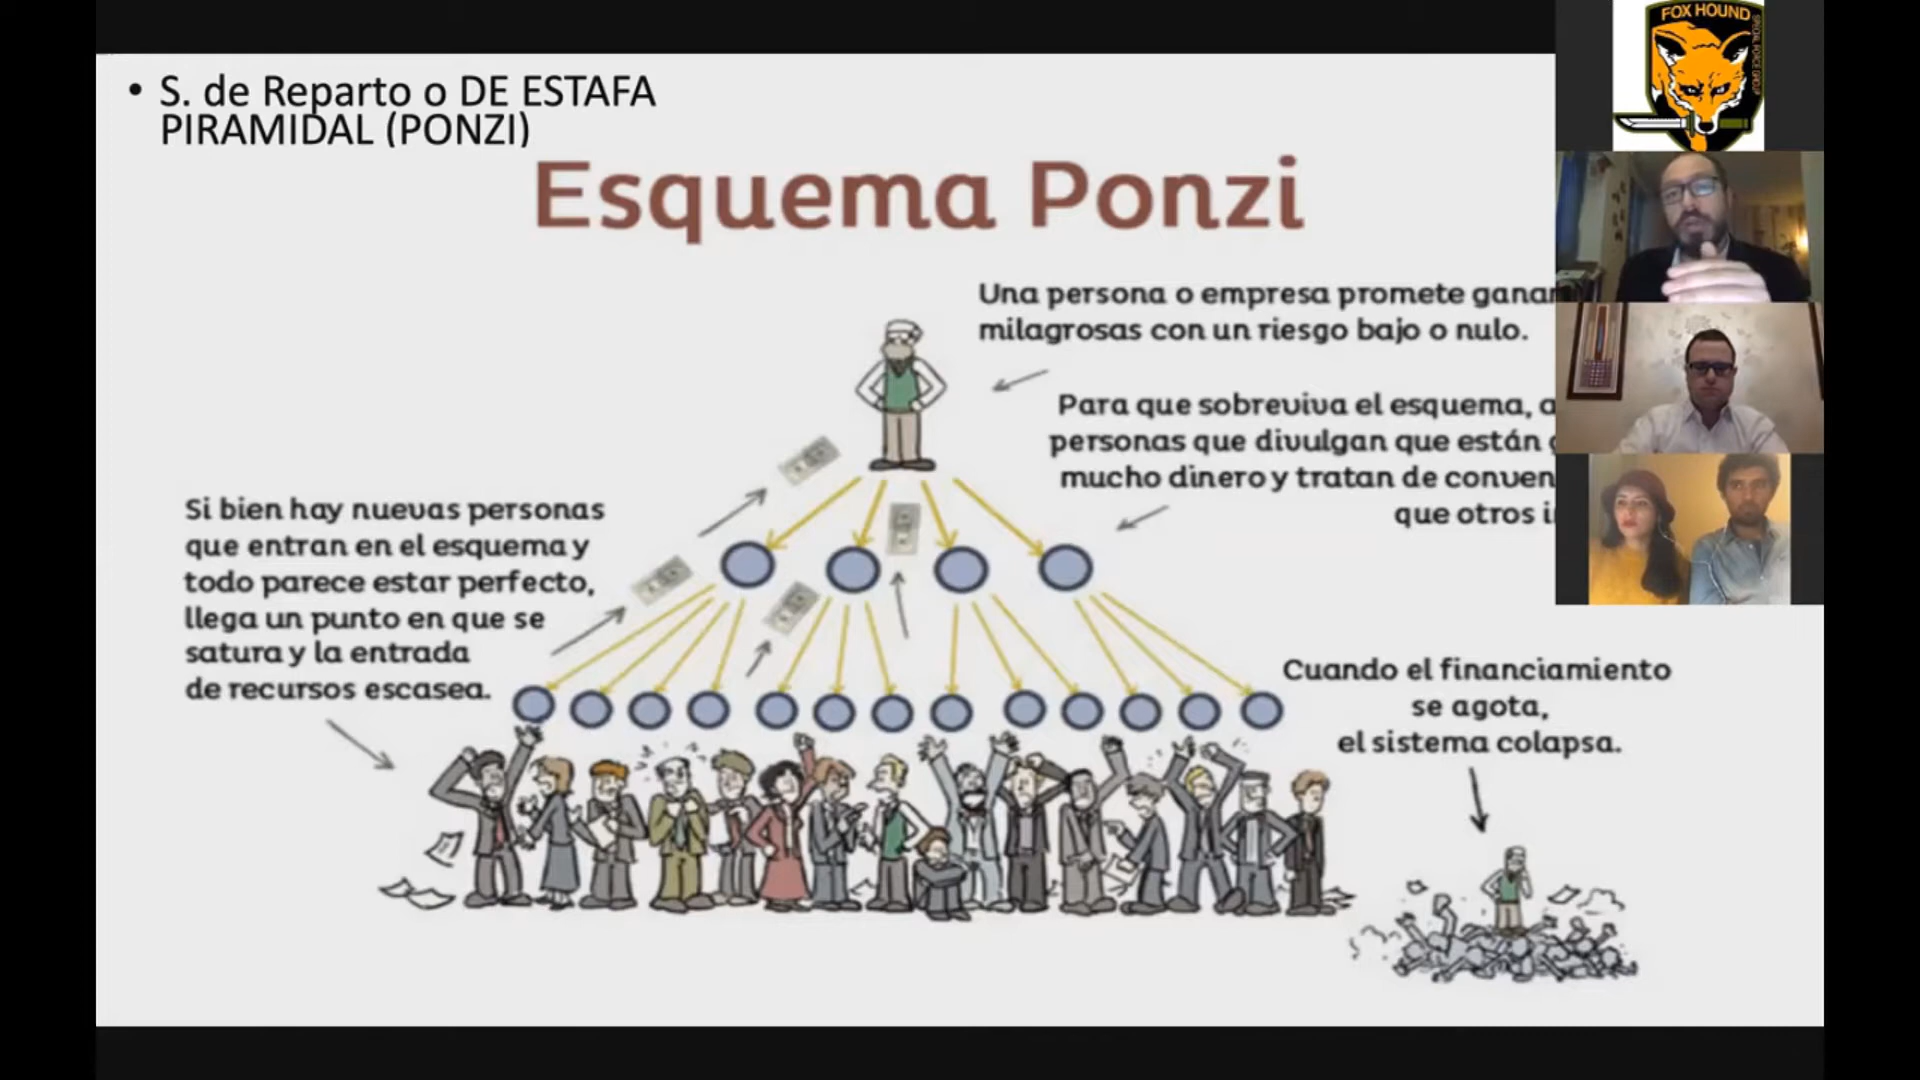 • S. de Reparto o DE ESTAFA
PIRAMIDAL (PONZI)
Esquema Ponzi
Una persona o empresa promete
milagrosas con un riesgo bajo o nulo.
Para que sobreviva el esquema,
personas que divulgan que están
mucho dinero y tratan de
que otros
Si bien hay nuevas personas
que entran en el esquema y
todo parece estar perfecto,
llega un punto en que se
satura y la entrada
de recursos escasea.
Cuando el financiamiento
se agota,
el sistema colapsa.
FOX HOUND
SPECIAL FORCE GROUP